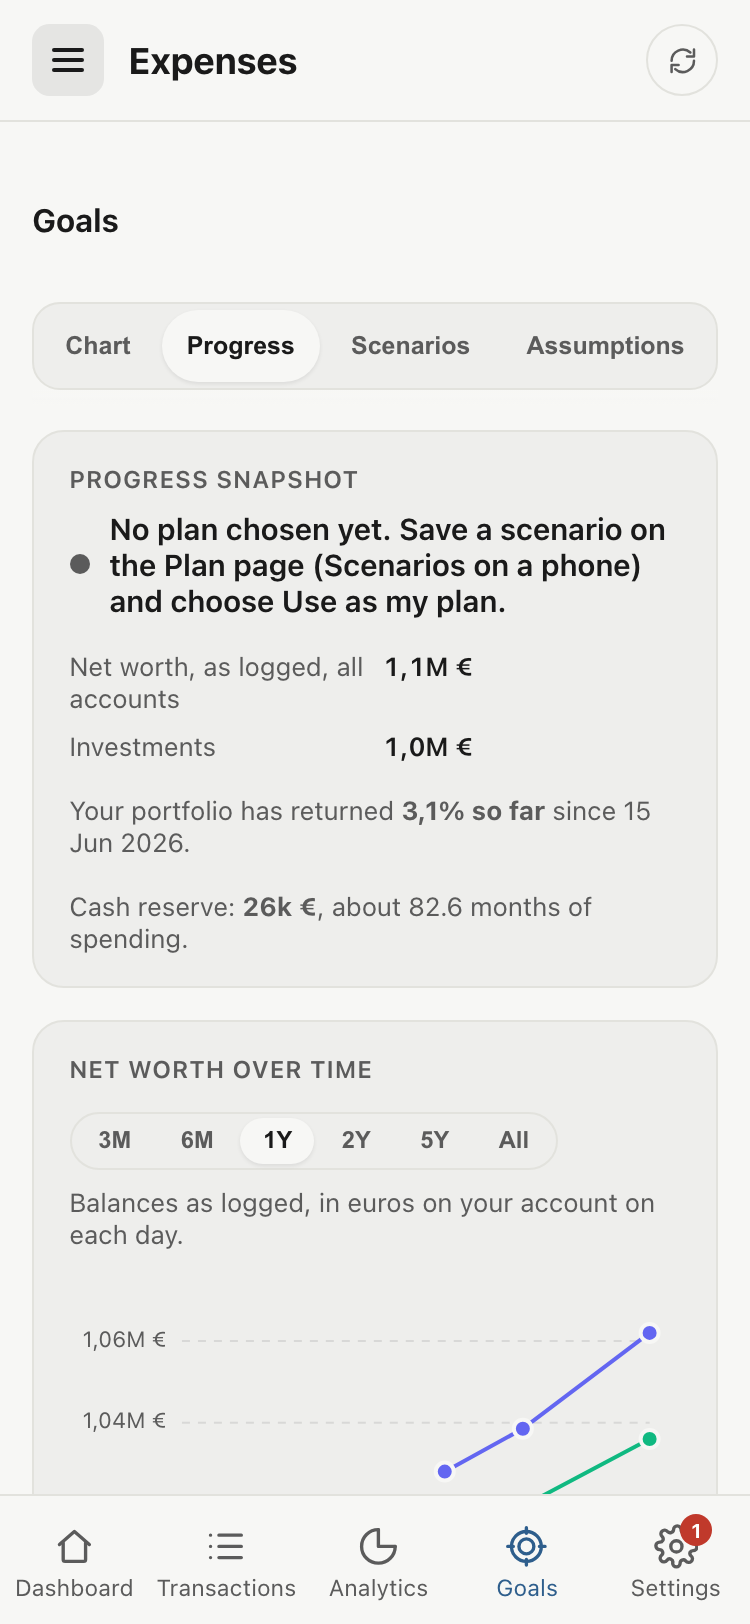 Expenses
Goals
Chart Progress Scenarios Assumptions
PROGRESS SNAPSHOT
No plan chosen yet. Save a scenario on
the Plan page (Scenarios on a phone)
and choose Use as my plan.
Net worth, as logged, all 1,1M €
accounts
Investments 1,0M €
Your portfolio has returned 3,1% so far since 15
Jun 2026.
Cash reserve: 26k €, about 82.6 months of
spending.
NET WORTH OVER TIME
3M 6M 1Y 2Y 5Y All
Balances as logged, in euros on your account on
each day.
1,06M €
1,04M €
1
Dashboard Transactions Analytics Goals Settings